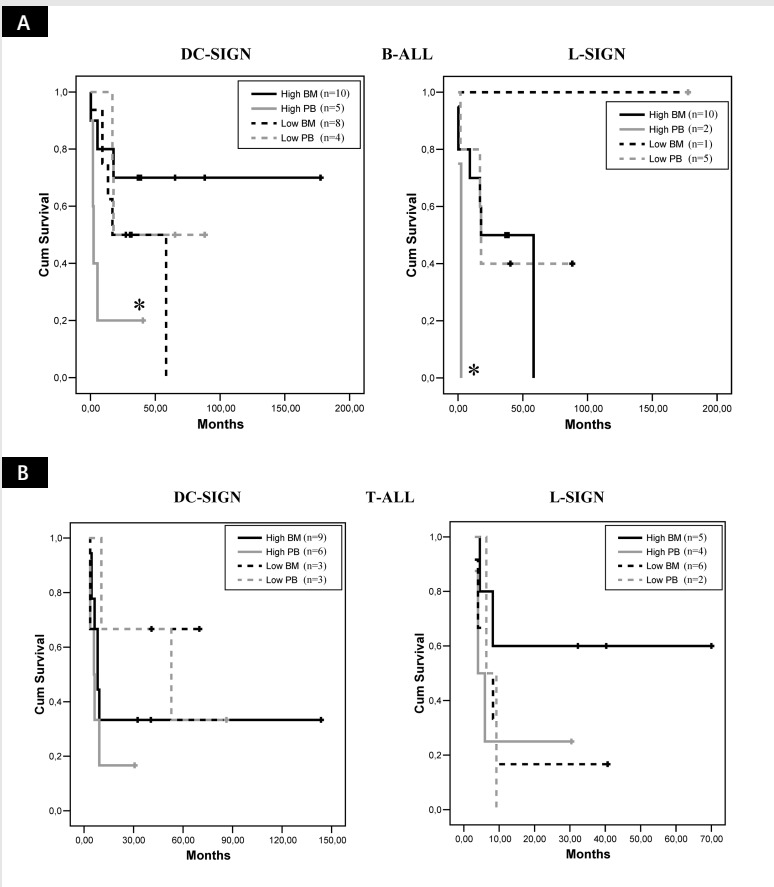 A
DC-SIGN B-ALL L-SIGN
High BM (n=10)
High PB (n=5)
Low BM (n=8)
Low PB (n=4)
1,0
0,8
0,6
0,4
0,2
0,0
Cum Survival
*
0,00 50,00 100,00 150,00 200,00
Months
High BM (n=10)
High PB (n=2)
Low BM (n=1)
Low PB (n=5)
1,0
0,8
0,6
0,4
0,2
0,0
Cum Survival
*
0,00 50,00 100,00 150,00 200,00
Months
B
DC-SIGN T-ALL L-SIGN
High BM (n=9)
High PB (n=6)
Low BM (n=3)
Low PB (n=3)
1,0
0,8
0,6
0,4
0,2
0,0
Cum Survival
0,00 30,00 60,00 90,00 120,00 150,00
Months
High BM (n=5)
High PB (n=4)
Low BM (n=6)
Low PB (n=2)
1,0
0,8
0,6
0,4
0,2
0,0
Cum Survival
0,00 10,00 20,00 30,00 40,00 50,00 60,00 70,00
Months